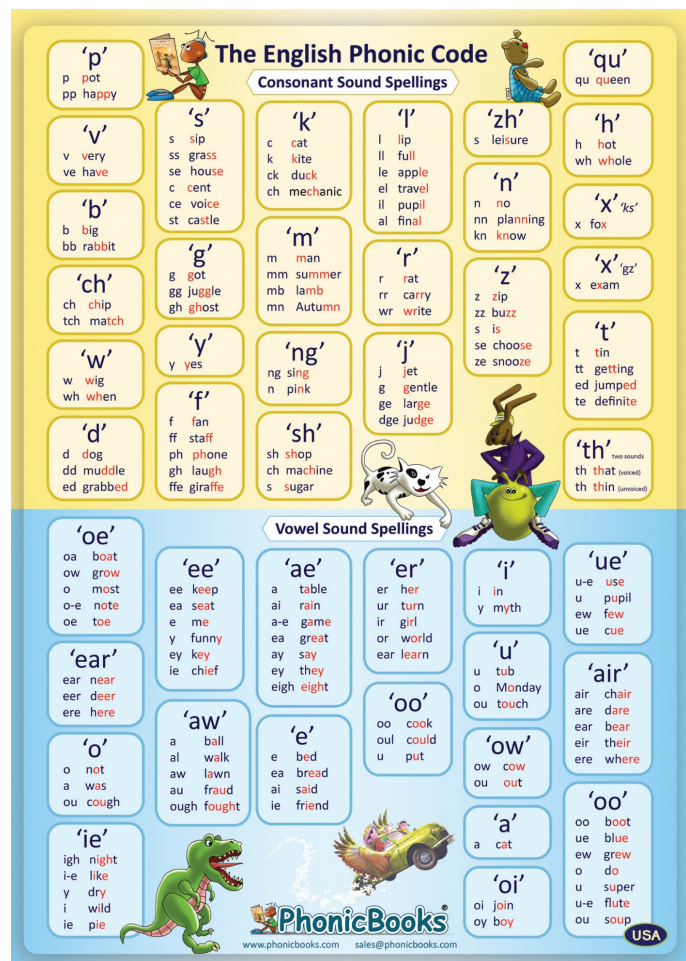 The English Phonic Code
Consonant Sound Spellings
‘p’
p pot
pp happy
‘v’
v very
ve have
‘b’
b big
bb rabbit
‘ch’
ch chip
tch match
‘w’
w wig
wh when
‘d’
d dog
dd muddle
ed grabbed
‘s’
s sip
ss grass
se house
c cent
ce voice
st castle
‘g’
g got
gg juggle
gh ghost
‘y’
y yes
‘f’
f fan
ff staff
ph phone
gh laugh
ffe giraffe
‘k’
c cat
k kite
ck duck
ch mechanic
‘m’
m man
mm summer
mb lamb
mn Autumn
‘ng’
ng sing
n pink
‘sh’
sh shop
ch machine
s sugar
‘l’
l lip
ll full
le apple
el travel
il pupil
al final
‘r’
r rat
rr carry
wr write
‘j’
j jet
g gentle
ge large
dge judge
‘zh’
s leisure
‘n’
n no
nn planning
kn know
‘z’
z zip
zz buzz
s is
se choose
ze snooze
‘qu’
qu queen
‘h’
h hot
wh whole
‘x’ ‘ks’
x fox
‘x’ ‘gz’
x exam
‘t’
t tin
tt getting
ed jumped
te definite
‘th’ two sounds
th that (voiced)
th thin (unvoiced)
Vowel Sound Spellings
‘oe’
oa boat
ow grow
o most
o-e note
oe toe
‘ear’
ear near
eer deer
ere here
‘o’
o not
a was
ou cough
‘ie’
igh night
i-e like
y dry
i wild
ie pie
‘ee’
ee keep
ea seat
e me
y funny
ey key
ie chief
‘aw’
a ball
al walk
aw lawn
au fraud
ough fought
‘ae’
a table
ai rain
a-e game
ea great
ay say
ey they
eigh eight
‘e’
e bed
ea bread
ai said
ie friend
‘er’
er her
ur turn
ir girl
or world
ear learn
‘oo’
oo cook
oul could
u put
‘i’
i in
y myth
‘u’
u tub
o Monday
ou touch
‘ow’
ow cow
ou out
‘a’
a cat
‘oi’
oi join
oy boy
‘ue’
u-e use
u pupil
ew few
ue cue
‘air’
air chair
are dare
ear bear
eir their
ere where
‘oo’
oo boot
ue blue
ew grew
o do
u super
u-e flute
ou soup
PhonicBooks®
www.phonicbooks.com sales@phonicbooks.com
USA